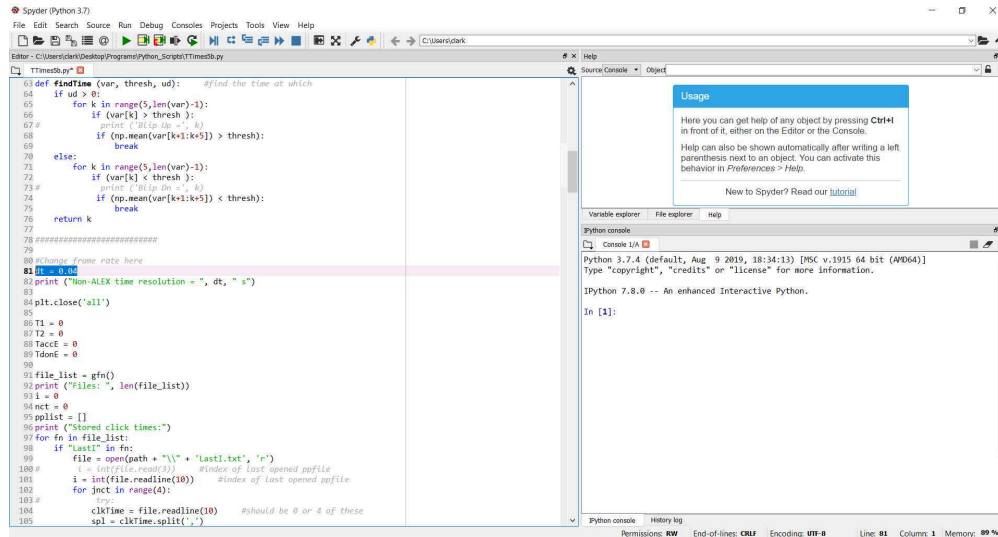 Spyder (Python 3.7)
File Edit Search Source Run Debug Consoles Projects Tools View Help
C:\Users\clark
Editor - C:\Users\clark\Desktop\Programs\Python_Scripts\TTimes5b.py
TTimes5b.py*
63 def findTime (var, thresh, ud): #find the time at which
64 if ud > 0:
65 for k in range(5,len(var)-1):
66 if (var[k] > thresh ):
67 # print ('Blip Up =', k)
68 if (np.mean(var[k+1:k+5]) > thresh):
69 break
70 else:
71 for k in range(5,len(var)-1):
72 if (var[k] < thresh ):
73 # print ('Blip Dn =', k)
74 if (np.mean(var[k+1:k+5]) < thresh):
75 break
76 return k
77
78 ##########################
79
80 #Change frame rate here
81 dt = 0.04
82 print ("Non-ALEX time resolution = ", dt, " s")
83
84 plt.close('all')
85
86 T1 = 0
87 T2 = 0
88 TaccE = 0
89 TdonE = 0
90
91 file_list = gfn()
92 print ("Files: ", len(file_list))
93 i = 0
94 nct = 0
95 pplist = []
96 print ("Stored click times:")
97 for fn in file_list:
98 if "LastI" in fn:
99 file = open(path + "\\" + 'lastI.txt', 'r')
100 # i = int(file.read(3)) #index of last opened ppfile
101 i = int(file.readline(10)) #index of last opened ppfile
102 for jnct in range(4):
103 # try:
104 clkTime = file.readline(10) #should be 0 or 4 of these
105 spl = clkTime.split(',')
Help
Source Console Object
Usage
Here you can get help of any object by pressing Ctrl+I
in front of it, either on the Editor or the Console.
Help can also be shown automatically after writing a left
parenthesis next to an object. You can activate this
behavior in Preferences > Help.
New to Spyder? Read our tutorial
Variable explorer File explorer Help
IPython console
Console 1/A
Python 3.7.4 (default, Aug 9 2019, 18:34:13) [MSC v.1915 64 bit (AMD64)]
Type "copyright", "credits" or "license" for more information.
IPython 7.8.0 -- An enhanced Interactive Python.
In [1]:
IPython console History log
Permissions: RW End-of-lines: CRLF Encoding: UTF-8 Line: 81 Column: 1 Memory: 89 %